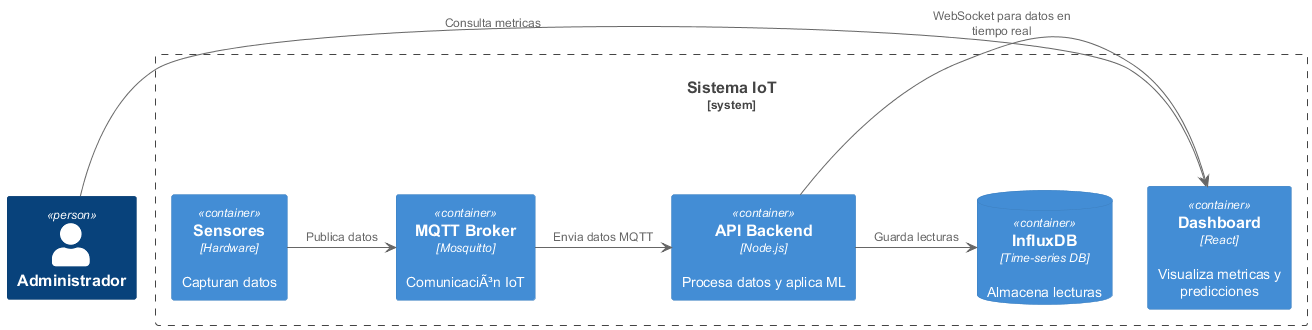 Consulta metricas
WebSocket para datos en
tiempo real
Sistema IoT
[system]
«person»
Administrador
«container»
Sensores
[Hardware]
Capturan datos
Publica datos
«container»
MQTT Broker
[Mosquitto]
ComunicaciÃ³n IoT
Envia datos MQTT
«container»
API Backend
[Node.js]
Procesa datos y aplica ML
Guarda lecturas
«container»
InfluxDB
[Time-series DB]
Almacena lecturas
«container»
Dashboard
[React]
Visualiza metricas y
predicciones